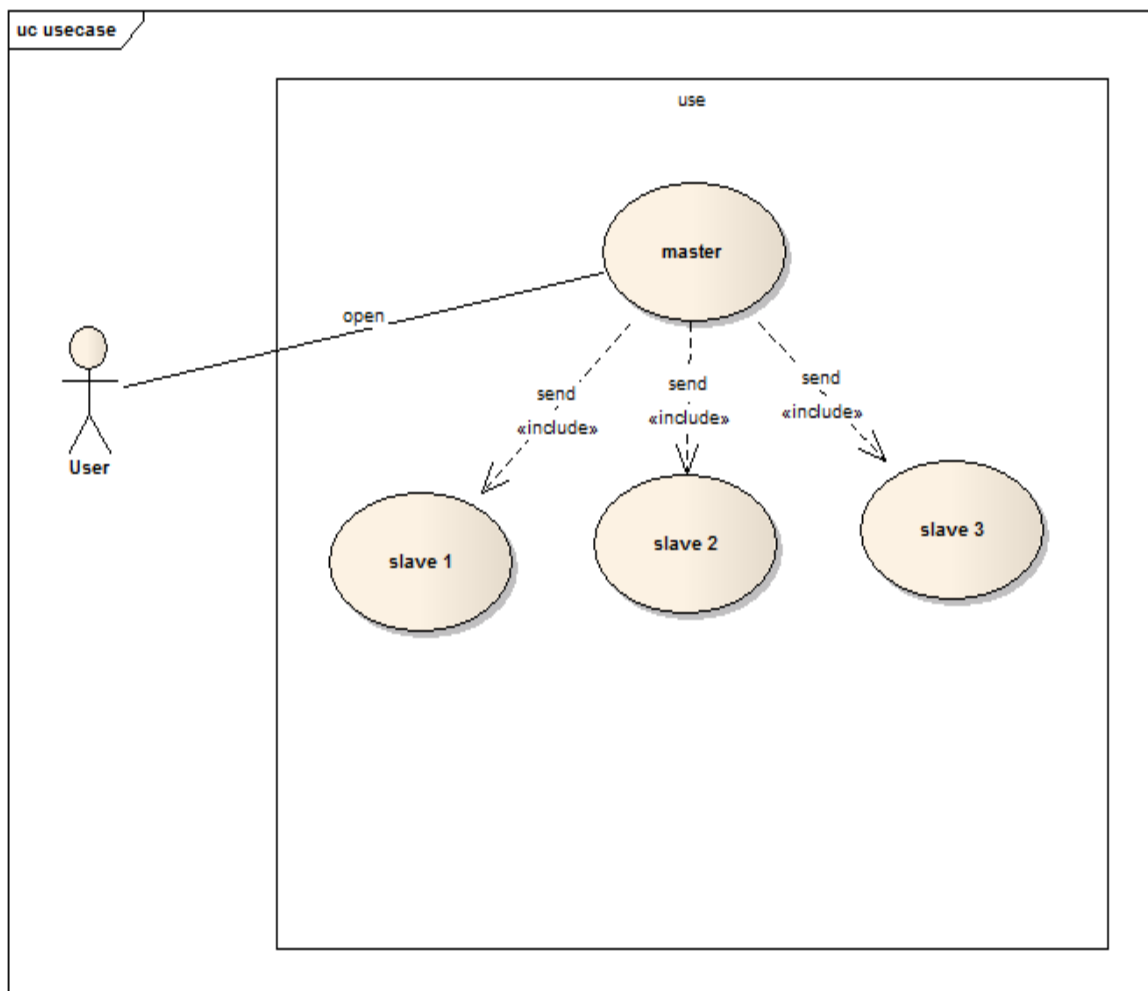 uc usecase
use
master
open
send
«include»
send
«include»
send
«include»
User
slave 1
slave 2
slave 3